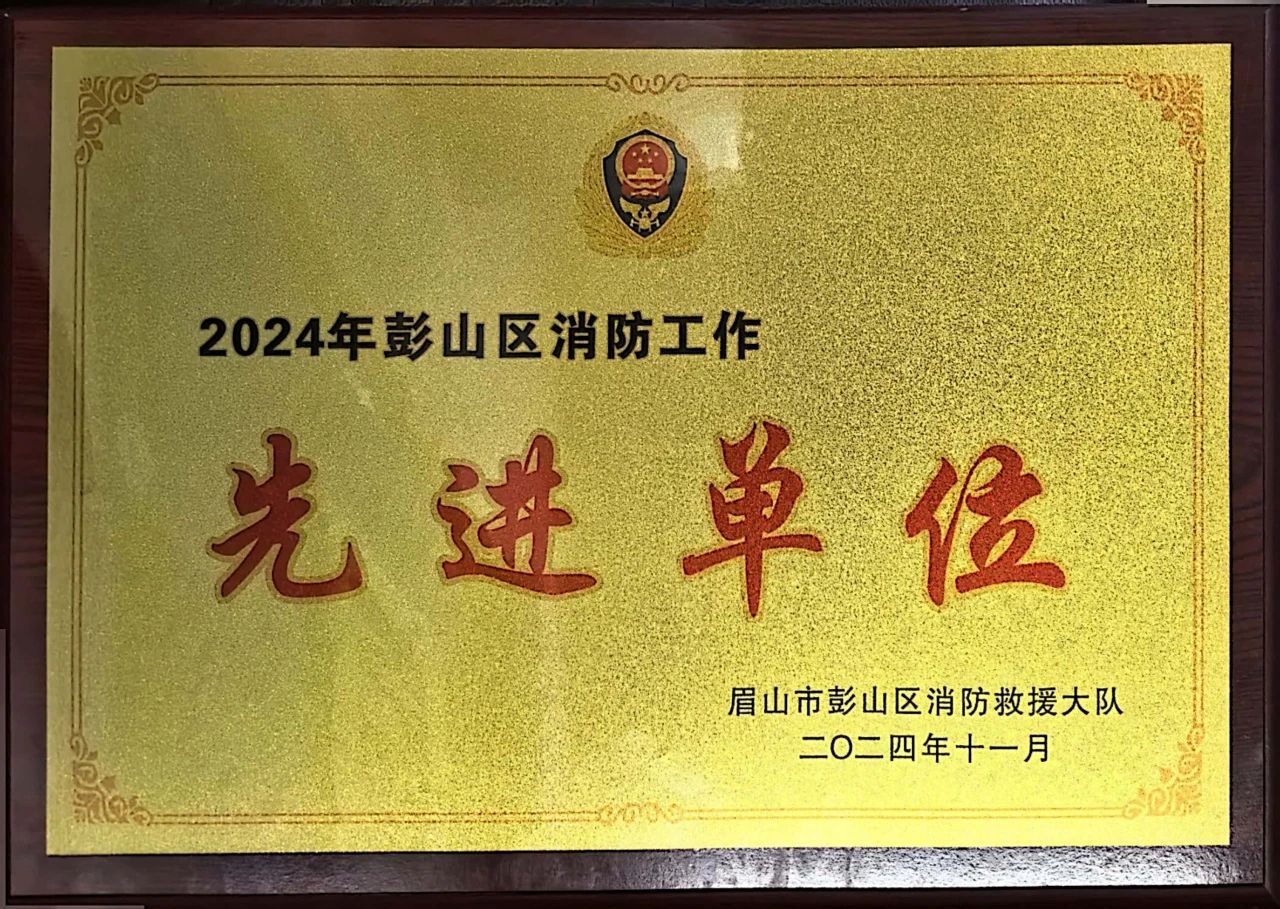 2024年彭山区消防工作
先进单位
眉山市彭山区消防救援大队
二〇二四年十一月